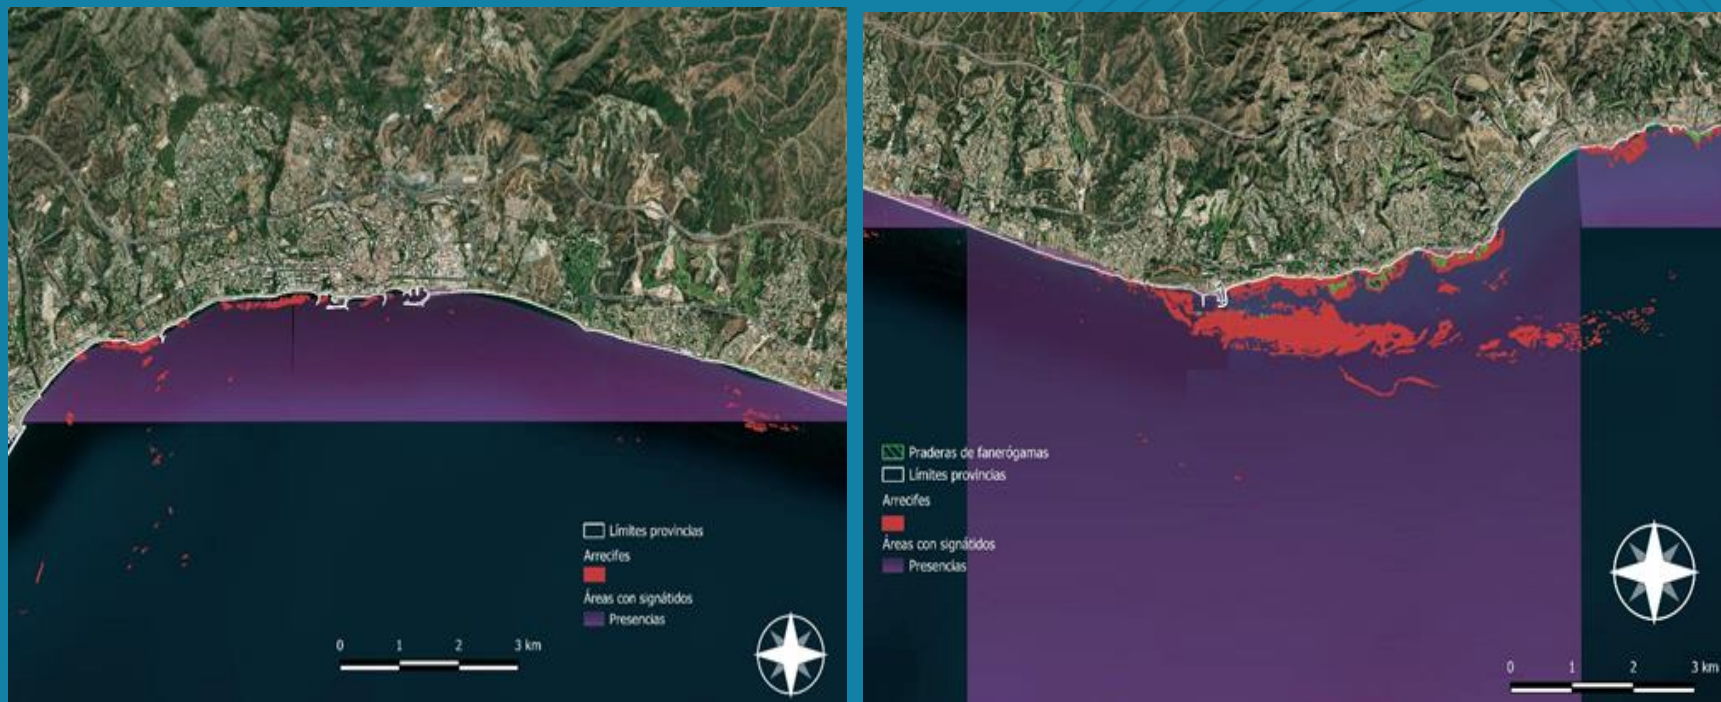 Límites provincias
Arrecifes
Áreas con signátidos
Presencias
0 1 2 3 km
Praderas de fanerógamas
Límites provincias
Arrecifes
Áreas con signátidos
Presencias
0 1 2 3 km